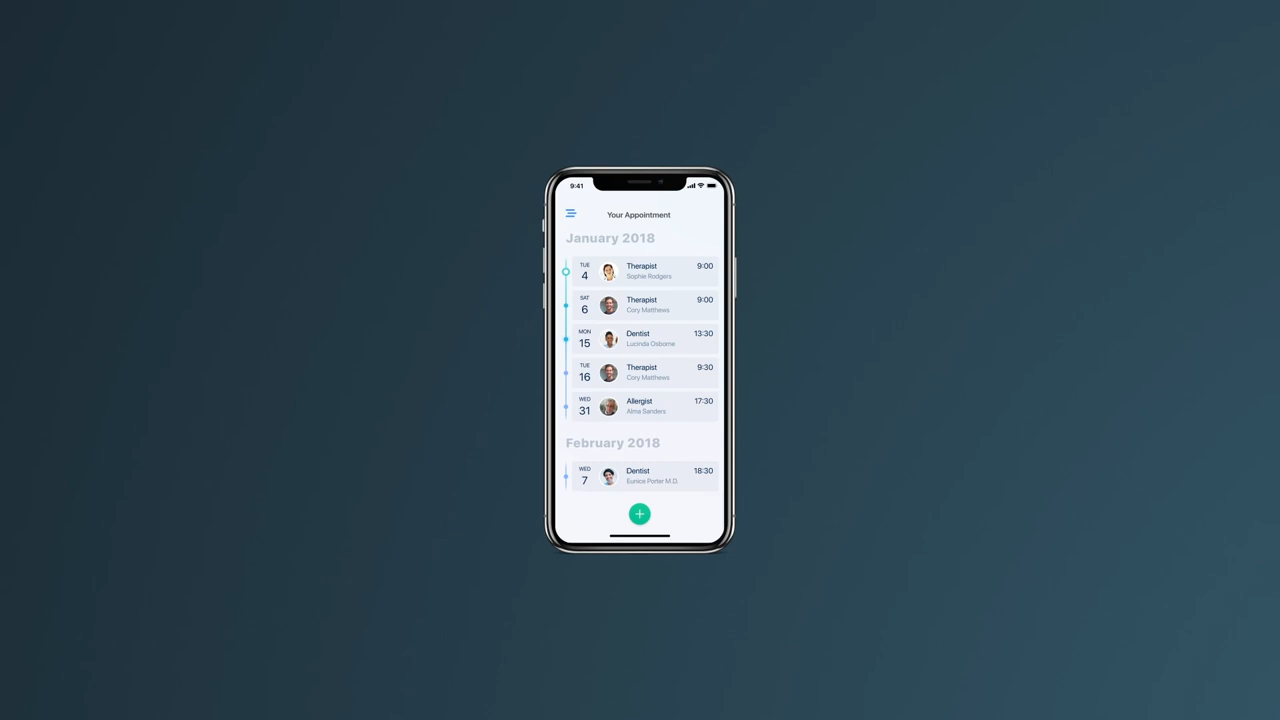 9:41
Your Appointment
January 2018
TUE
4
Therapist
Sophie Rodgers
9:00
SAT
6
Therapist
Cory Matthews
9:00
MON
15
Dentist
Lucinda Osborne
13:30
TUE
16
Therapist
Cory Matthews
9:30
WED
31
Allergist
Alma Sanders
17:30
February 2018
WED
7
Dentist
Eunice Porter M.D.
18:30